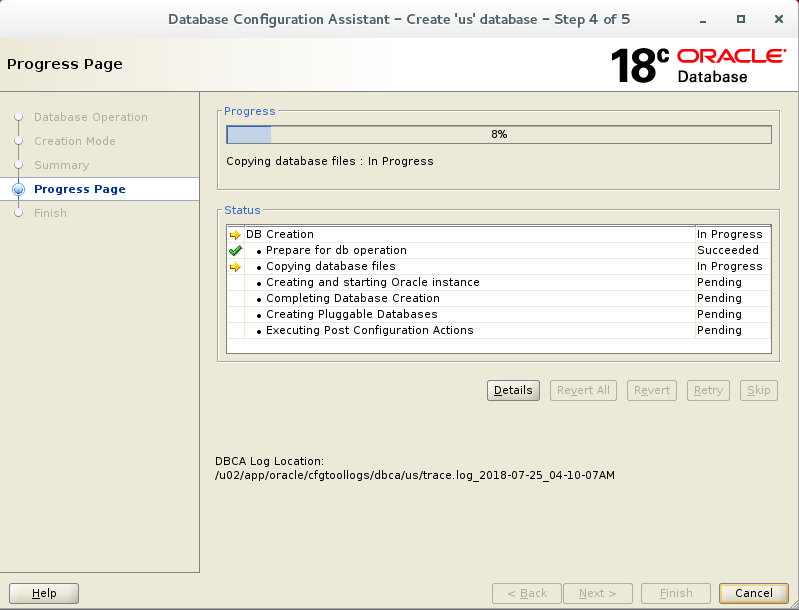 Database Configuration Assistant – Create 'us' database – Step 4 of 5
Progress Page
18c ORACLE
Database
Database Operation
Creation Mode
Summary
Progress Page
Finish
Progress
8%
Copying database files : In Progress
Status
DB Creation In Progress
• Prepare for db operation Succeeded
• Copying database files In Progress
• Creating and starting Oracle instance Pending
• Completing Database Creation Pending
• Creating Pluggable Databases Pending
• Executing Post Configuration Actions Pending
Details Revert All Revert Retry Skip
DBCA Log Location:
/u02/app/oracle/cfgtoollogs/dbca/us/trace.log_2018-07-25_04-10-07AM
Help < Back Next > Finish Cancel